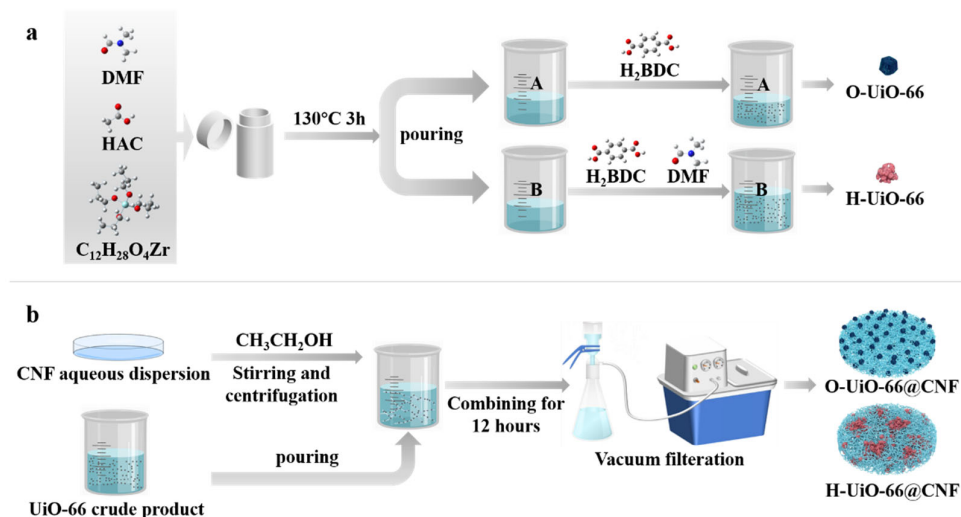 a
DMF
HAC
C₁₂H₂₈O₄Zr
130°C 3h
pouring
A
H₂BDC
A
O-UiO-66
B
H₂BDC DMF
B
H-UiO-66
b
CNF aqueous dispersion
CH₃CH₂OH
Stirring and
centrifugation
UiO-66 crude product
pouring
Combining for
12 hours
Vacuum filteration
O-UiO-66@CNF
H-UiO-66@CNF